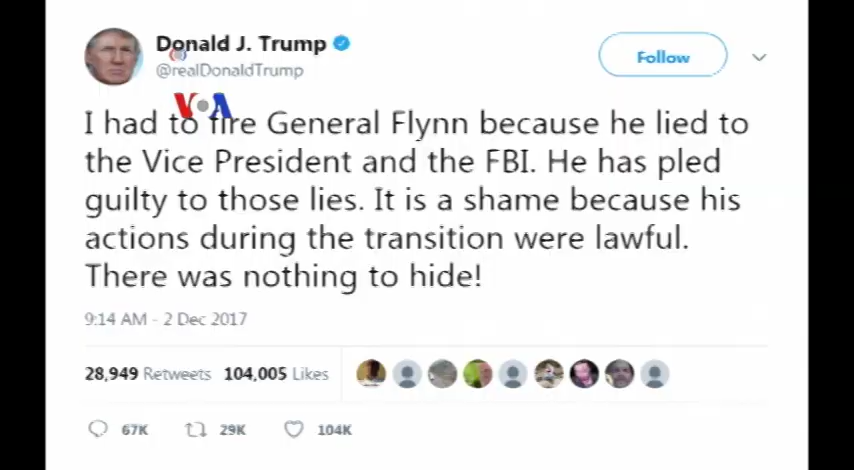 Donald J. Trump
@realDonaldTrump
Follow
VOA
I had to fire General Flynn because he lied to
the Vice President and the FBI. He has pled
guilty to those lies. It is a shame because his
actions during the transition were lawful.
There was nothing to hide!
9:14 AM - 2 Dec 2017
28,949 Retweets 104,005 Likes
67K 29K 104K